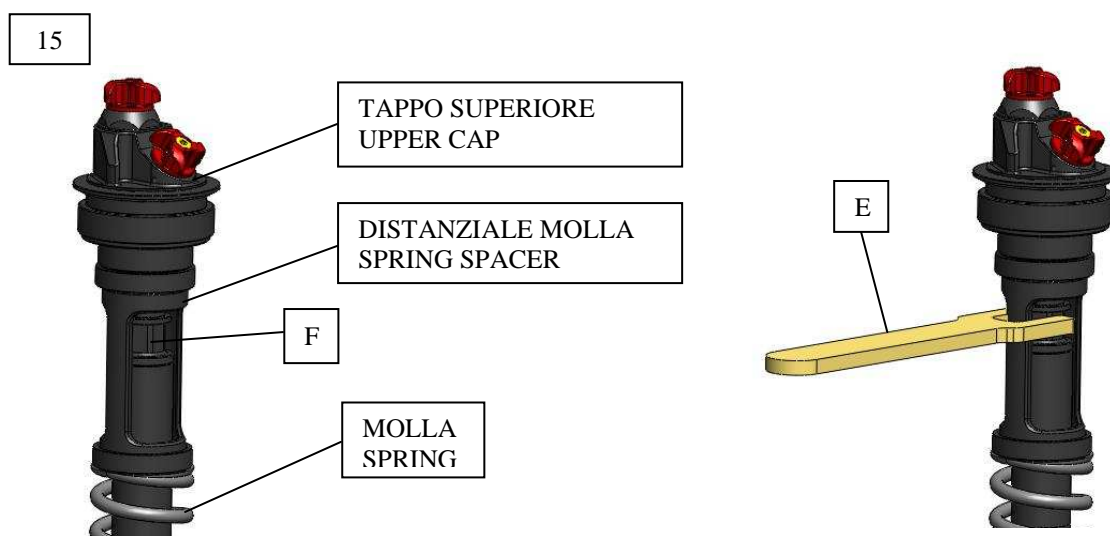 15
TAPPO SUPERIORE
UPPER CAP
DISTANZIALE MOLLA
SPRING SPACER
E
F
MOLLA
SPRING